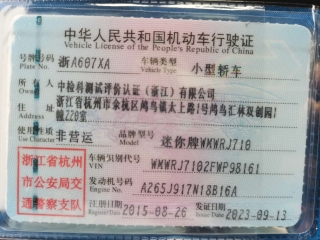 中华人民共和国机动车行驶证
Vehicle License of the People's Republic of China
号牌号码 浙A607XA 车辆类型 小型轿车
Plate No. Vehicle Type
所有人 中检科测试评价认证（浙江）有限公司
Owner
住址 浙江省杭州市余杭区鸬鸟镇太上路1号鸬鸟汇林双创园1
Address 幢220室
使用性质 非营运 品牌型号 迷你牌WMWRJ710
Use Character Model
浙江省杭州
市公安局交
通警察支队
车辆识别代号 WMWRJ7102FWP98161
VIN
发动机号码 A265J917N18B16A
Engine No.
注册日期 2015-08-26 发证日期 2023-09-13
Register Date Issue Date